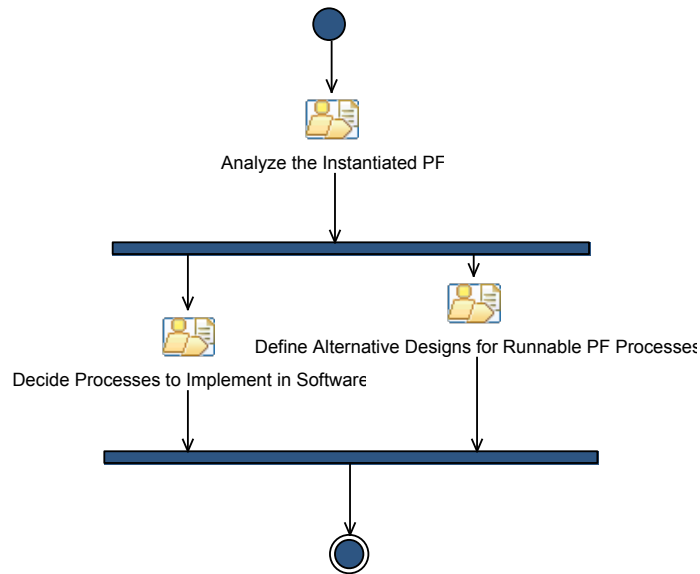 Analyze the Instantiated PF
Define Alternative Designs for Runnable PF Processes
Decide Processes to Implement in Software